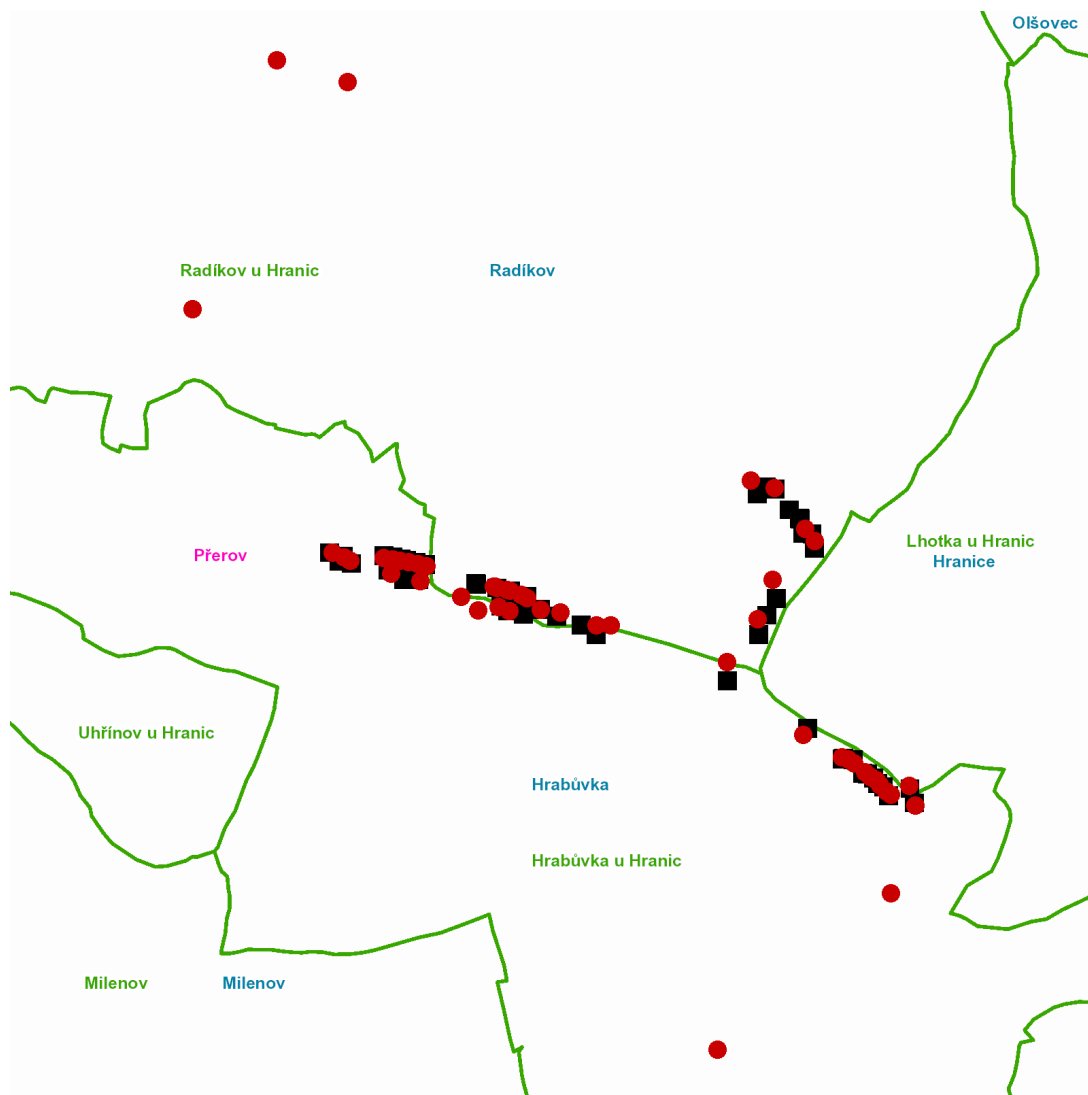 Olšovec
Radíkov u Hranic
Radíkov
Přerov
Lhotka u Hranic
Hranice
Uhřínov u Hranic
Hrabůvka
Hrabůvka u Hranic
Milenov
Milenov